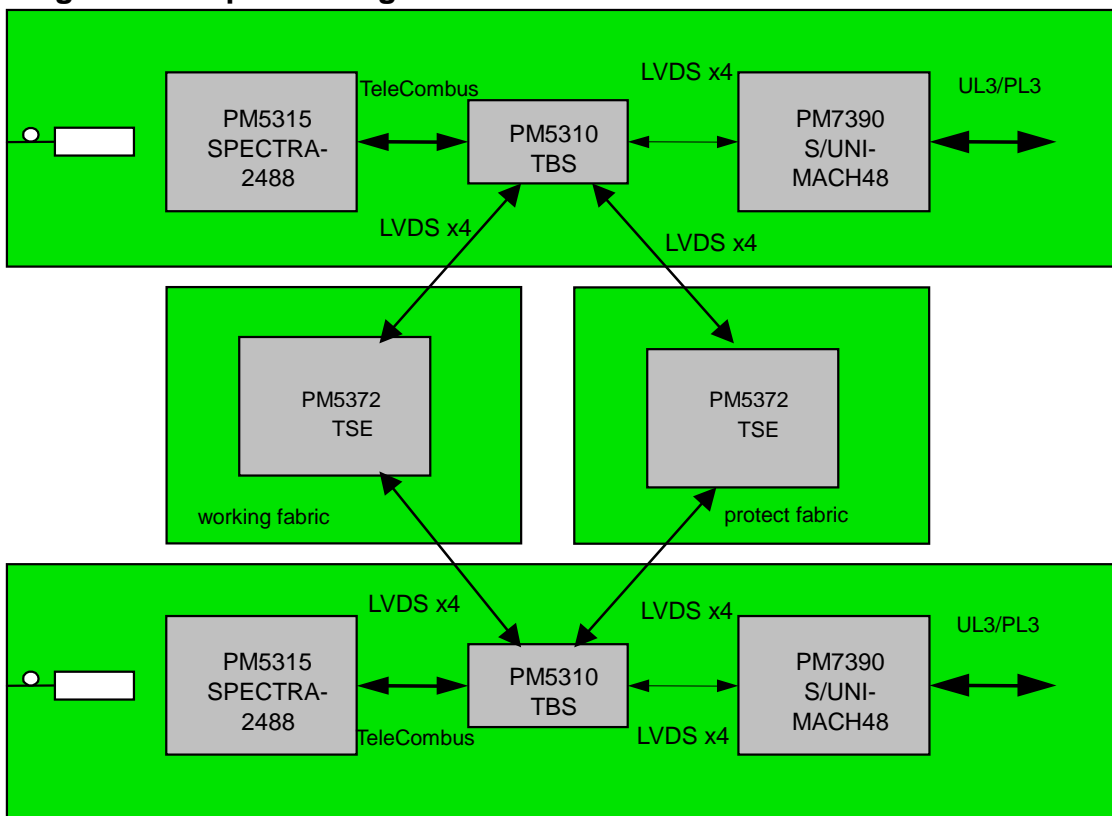 LVDS x4
TeleCombus
UL3/PL3
PM5315
SPECTRA-
2488
PM5310
TBS
PM7390
S/UNI-
MACH48
LVDS x4
LVDS x4
PM5372
TSE
PM5372
TSE
working fabric
protect fabric
LVDS x4
LVDS x4
UL3/PL3
PM5315
SPECTRA-
2488
PM5310
TBS
PM7390
S/UNI-
MACH48
TeleCombus
LVDS x4